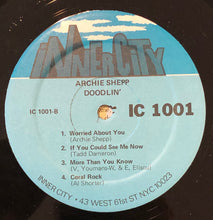 INNER CITY
ARCHIE SHEPP
DOODLIN'
IC 1001-B
IC 1001
1. Worried About You
(Archie Shepp)
2. If You Could See Me Now
(Tadd Dameron)
3. More Than You Know
(V. Youmans-W. & E. Elians)
4. Coral Rock
(Al Shorter)
INNER CITY • 43 WEST 61st ST NYC 10023